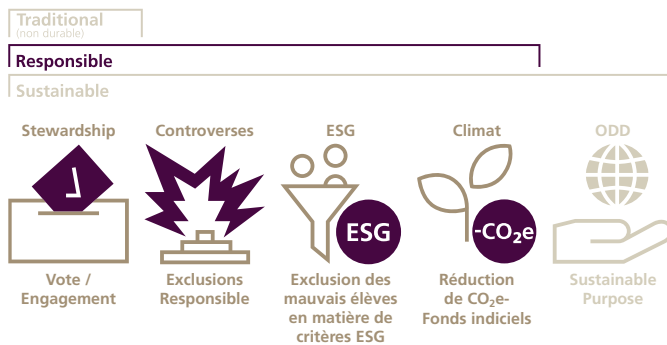 Traditional
(non durable)
Responsible
Sustainable
Stewardship
Controverses
ESG
Climat
ODD
ESG
-CO₂e
Vote /
Engagement
Exclusions
Responsible
Exclusion des
mauvais élèves
en matière de
critères ESG
Réduction
de CO₂e-
Fonds indiciels
Sustainable
Purpose